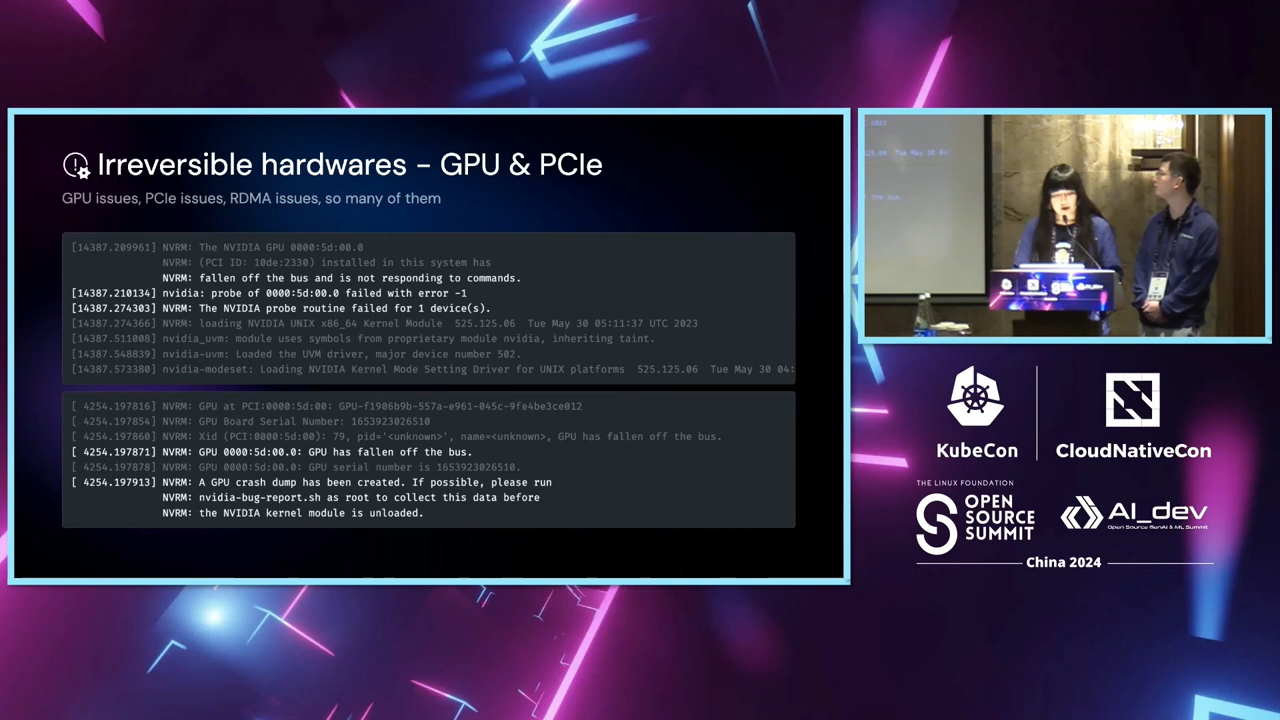 Irreversible hardwares - GPU & PCIe
GPU issues, PCIe issues, RDMA issues, so many of them
[14387.209961] NVRM: The NVIDIA GPU 0000:5d:00.0
NVRM: (PCI ID: 10de:2330) installed in this system has
NVRM: fallen off the bus and is not responding to commands.
[14387.210134] nvidia: probe of 0000:5d:00.0 failed with error -1
[14387.274303] NVRM: The NVIDIA probe routine failed for 1 device(s).
[14387.274366] NVRM: loading NVIDIA UNIX x86_64 Kernel Module  525.125.06  Tue May 30 05:11:37 UTC 2023
[14387.511008] nvidia_uvm: module uses symbols from proprietary module nvidia, inheriting taint.
[14387.548839] nvidia-uvm: Loaded the UVM driver, major device number 502.
[14387.573380] nvidia-modeset: Loading NVIDIA Kernel Mode Setting Driver for UNIX platforms  525.125.06  Tue May 30 04:
[ 4254.197816] NVRM: GPU at PCI:0000:5d:00: GPU-f1906b9b-557a-e961-045c-9fe4be3ce012
[ 4254.197854] NVRM: GPU Board Serial Number: 1653923026510
[ 4254.197860] NVRM: Xid (PCI:0000:5d:00): 79, pid='<unknown>', name=<unknown>, GPU has fallen off the bus.
[ 4254.197871] NVRM: GPU 0000:5d:00.0: GPU has fallen off the bus.
[ 4254.197878] NVRM: GPU 0000:5d:00.0: GPU serial number is 1653923026510.
[ 4254.197913] NVRM: A GPU crash dump has been created. If possible, please run
NVRM: nvidia-bug-report.sh as root to collect this data before
NVRM: the NVIDIA kernel module is unloaded.
KubeCon
CloudNativeCon
THE LINUX FOUNDATION
OPEN
SOURCE
SUMMIT
AI_dev
Open Source GenAI & ML Summit
China 2024